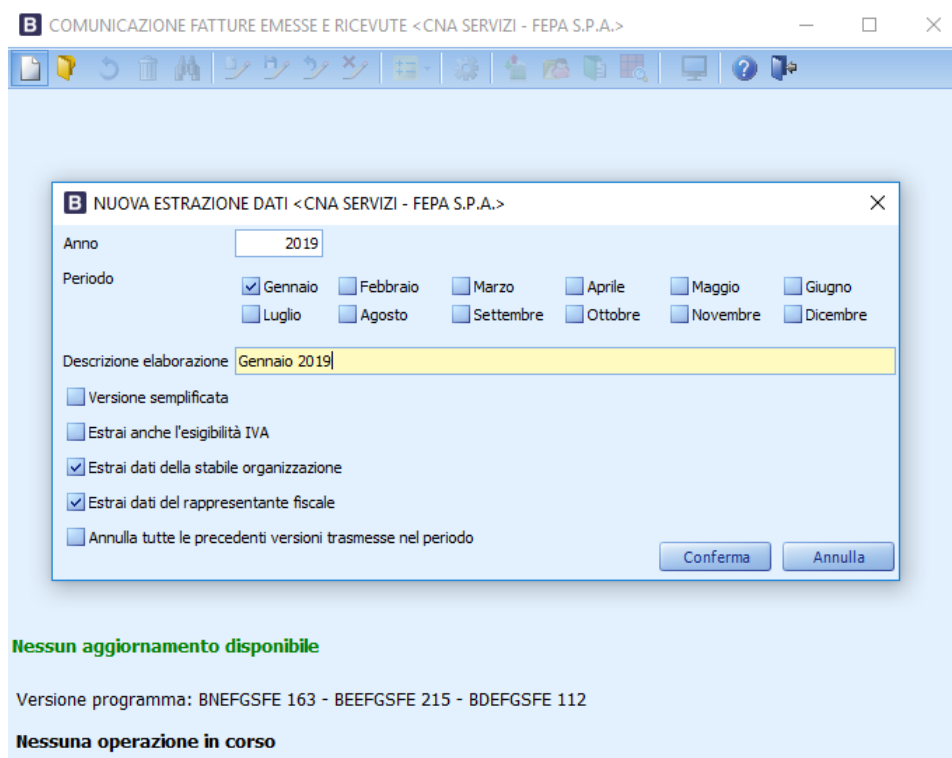 B COMUNICAZIONE FATTURE EMESSE E RICEVUTE <CNA SERVIZI - FEPA S.P.A.>
B NUOVA ESTRAZIONE DATI <CNA SERVIZI - FEPA S.P.A.>
Anno 2019
Periodo
Gennaio Febbraio Marzo Aprile Maggio Giugno
Luglio Agosto Settembre Ottobre Novembre Dicembre
Descrizione elaborazione Gennaio 2019
Versione semplificata
Estrai anche l'esigibilità IVA
Estrai dati della stabile organizzazione
Estrai dati del rappresentante fiscale
Annulla tutte le precedenti versioni trasmesse nel periodo
Conferma Annulla
Nessun aggiornamento disponibile
Versione programma: BNEFGSFE 163 - BEEFGSFE 215 - BDEFGSFE 112
Nessuna operazione in corso